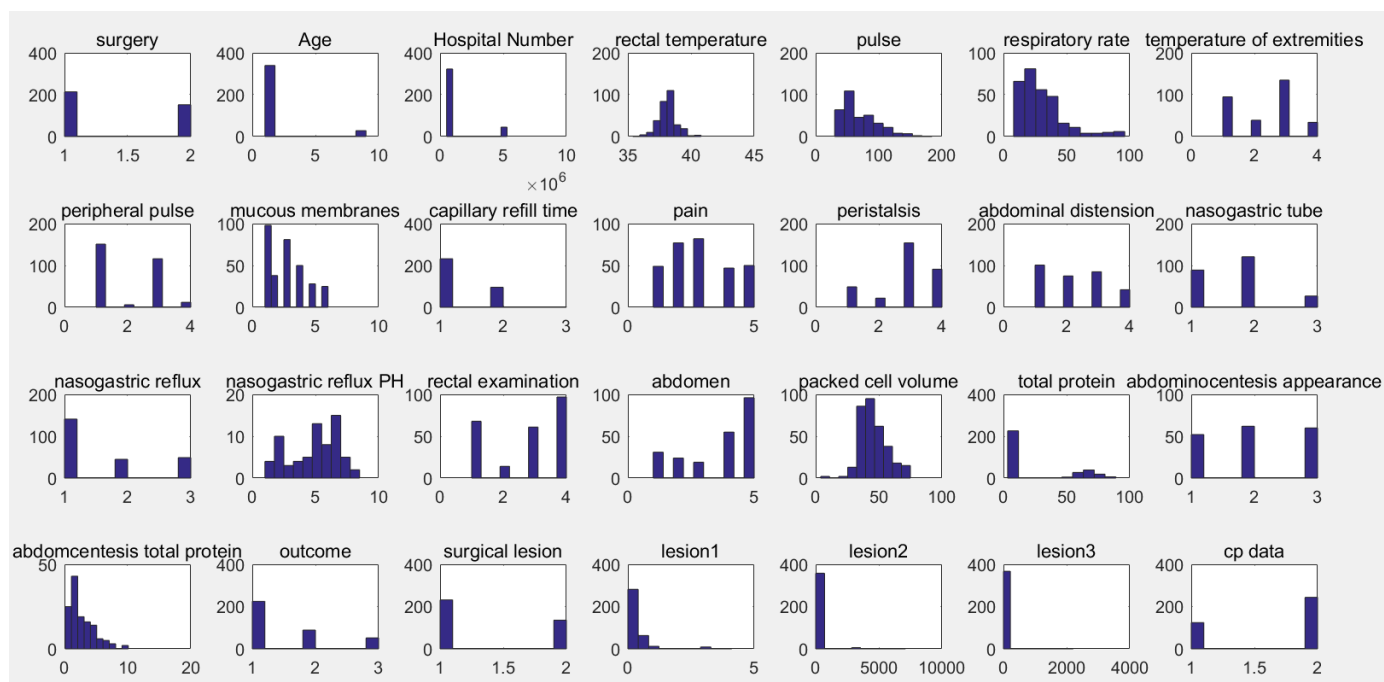 surgery Age Hospital Number rectal temperature pulse respiratory rate temperature of extremities
400 400 400 200 200 100 200
200 200 200 100 100 50 100
0 0 0 0 0 0 0
1 1.5 2 0 5 10 0 5 10 35 40 45 0 100 200 0 50 100 0 2 4
× 10^6
peripheral pulse mucous membranes capillary refill time pain peristalsis abdominal distension nasogastric tube
200 100 400 100 200 200 200
100 50 200 50 100 100 100
0 0 0 0 0 0 0
0 2 4 0 5 10 1 2 3 0 5 0 2 4 0 2 4 1 2 3
nasogastric reflux nasogastric reflux PH rectal examination abdomen packed cell volume total protein abdominocentesis appearance
200 20 100 100 100 400 100
100 10 50 50 50 200 50
0 0 0 0 0 0 0
1 2 3 0 5 10 0 2 4 0 5 0 50 100 0 50 100 1 2 3
abdomcentesis total protein outcome surgical lesion lesion1 lesion2 lesion3 cp data
50 400 400 400 400 400 400
200 200 200 200 200 200
0 0 0 0 0 0 0
0 10 20 1 2 3 1 1.5 2 0 5 0 5000 10000 0 2000 4000 1 1.5 2